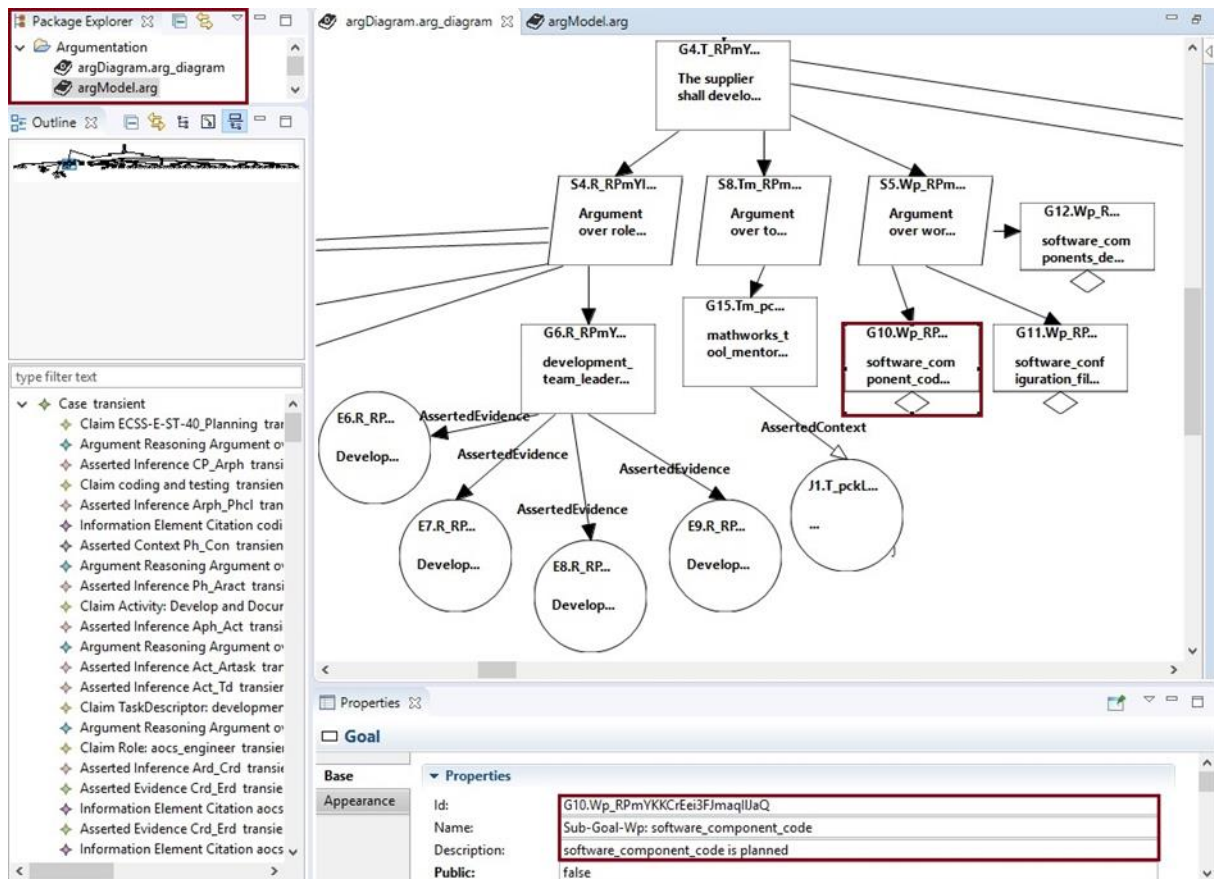 Package Explorer
Argumentation
argDiagram.arg_diagram
argModel.arg
Outline
type filter text
Case transient
Claim ECSS-E-ST-40_Planning trar
Argument Reasoning Argument o
Asserted Inference CP_Arph transi
Claim coding and testing transien
Asserted Inference Arph_Phcl tran
Information Element Citation codi
Asserted Context Ph_Con transien
Argument Reasoning Argument o
Asserted Inference Ph_Aract transi
Claim Activity: Develop and Docur
Asserted Inference Aph_Act transi
Argument Reasoning Argument o
Asserted Inference Act_Artask trar
Asserted Inference Act_Td transier
Claim TaskDescriptor: developmer
Argument Reasoning Argument o
Claim Role: aocs_engineer transier
Asserted Inference Ard_Crd transie
Asserted Evidence Crd_Erd transie
Information Element Citation aocs
Asserted Evidence Crd_Erd transie
Information Element Citation aocs
argDiagram.arg_diagram
argModel.arg
G4.T_RPmY...
The supplier
shall develo...
S4.R_RPmYI...
Argument
over role...
S8.Tm_RPm...
Argument
over to...
S5.Wp_RPm...
Argument
over wor...
G12.Wp_R...
software_com
ponents_de...
G6.R_RPmY...
development_
team_leader...
G15.Tm_pc...
mathworks_t
ool_mentor...
G10.Wp_RP...
software_com
ponent_cod...
G11.Wp_RP...
software_conf
iguration_fil...
AssertedEvidence
AssertedEvidence
AssertedEvidence
AssertedEvidence
AssertedContext
E6.R_RP...
Develop...
E7.R_RP...
Develop...
E8.R_RP...
Develop...
E9.R_RP...
Develop...
J1.T_pckL...
...
Properties
Goal
Base
Appearance
Properties
Id:
G10.Wp_RPmYKKCrEei3FJmaqIIJaQ
Name:
Sub-Goal-Wp: software_component_code
Description:
software_component_code is planned
Public:
false